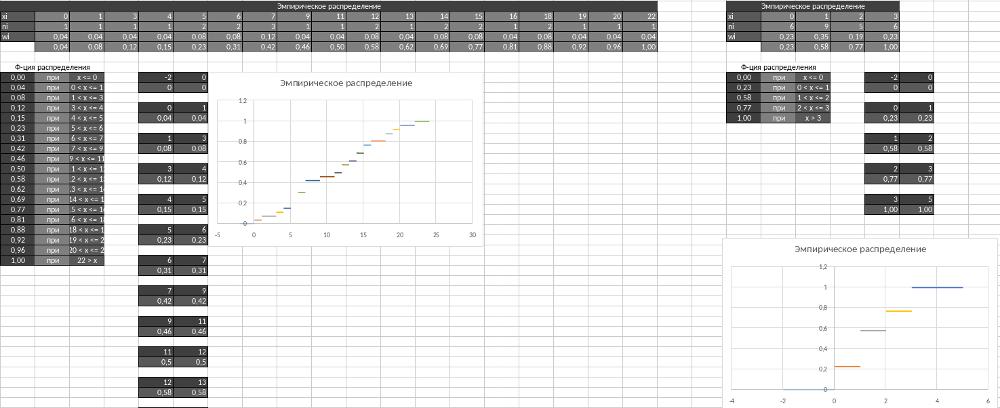 Эмпирическое распределение
xi 0 1 3 4 5 6 7 9 11 12 13 14 15 16 18 19 20 22
ni 1 1 1 1 2 2 3 1 1 2 1 2 2 1 2 1 1 1
wi 0,04 0,04 0,04 0,04 0,08 0,08 0,12 0,04 0,04 0,08 0,04 0,08 0,08 0,04 0,08 0,04 0,04 0,04
0,04 0,08 0,12 0,15 0,23 0,31 0,42 0,46 0,50 0,58 0,62 0,69 0,77 0,81 0,88 0,92 0,96 1,00
Ф-ция распределения
0,00 при x <= 0
0,04 при 0 < x <= 1
0,08 при 1 < x <= 3
0,12 при 3 < x <= 4
0,15 при 4 < x <= 5
0,23 при 5 < x <= 6
0,31 при 6 < x <= 7
0,42 при 7 < x <= 9
0,46 при 9 < x <= 11
0,50 при .1 < x <= 12
0,58 при .2 < x <= 13
0,62 при .3 < x <= 14
0,69 при 14 < x <= 1
0,77 при .5 < x <= 16
0,81 при .6 < x <= 18
0,88 при 18 < x <= 1
0,92 при 19 < x <= 2
0,96 при 20 < x <= 2
1,00 при 22 > x
-2 0
0 0
0 1
0,04 0,04
1 3
0,08 0,08
3 4
0,12 0,12
4 5
0,15 0,15
5 6
0,23 0,23
6 7
0,31 0,31
7 9
0,42 0,42
9 11
0,46 0,46
11 12
0,5 0,5
12 13
0,58 0,58
Эмпирическое распределение
1,2
1
0,8
0,6
0,4
0,2
0
-5 0 5 10 15 20 25 30
Эмпирическое распределение
xi 0 1 2 3
ni 6 9 5 6
wi 0,23 0,35 0,19 0,23
0,23 0,58 0,77 1,00
Ф-ция распределения
0,00 при x <= 0
0,23 при 0 < x <= 1
0,58 при 1 < x <= 2
0,77 при 2 < x <= 3
1,00 при x > 3
-2 0
0 0
0 1
0,23 0,23
1 2
0,58 0,58
2 3
0,77 0,77
3 5
1,00 1,00
Эмпирическое распределение
1,2
1
0,8
0,6
0,4
0,2
0
-4 -2 0 2 4 6